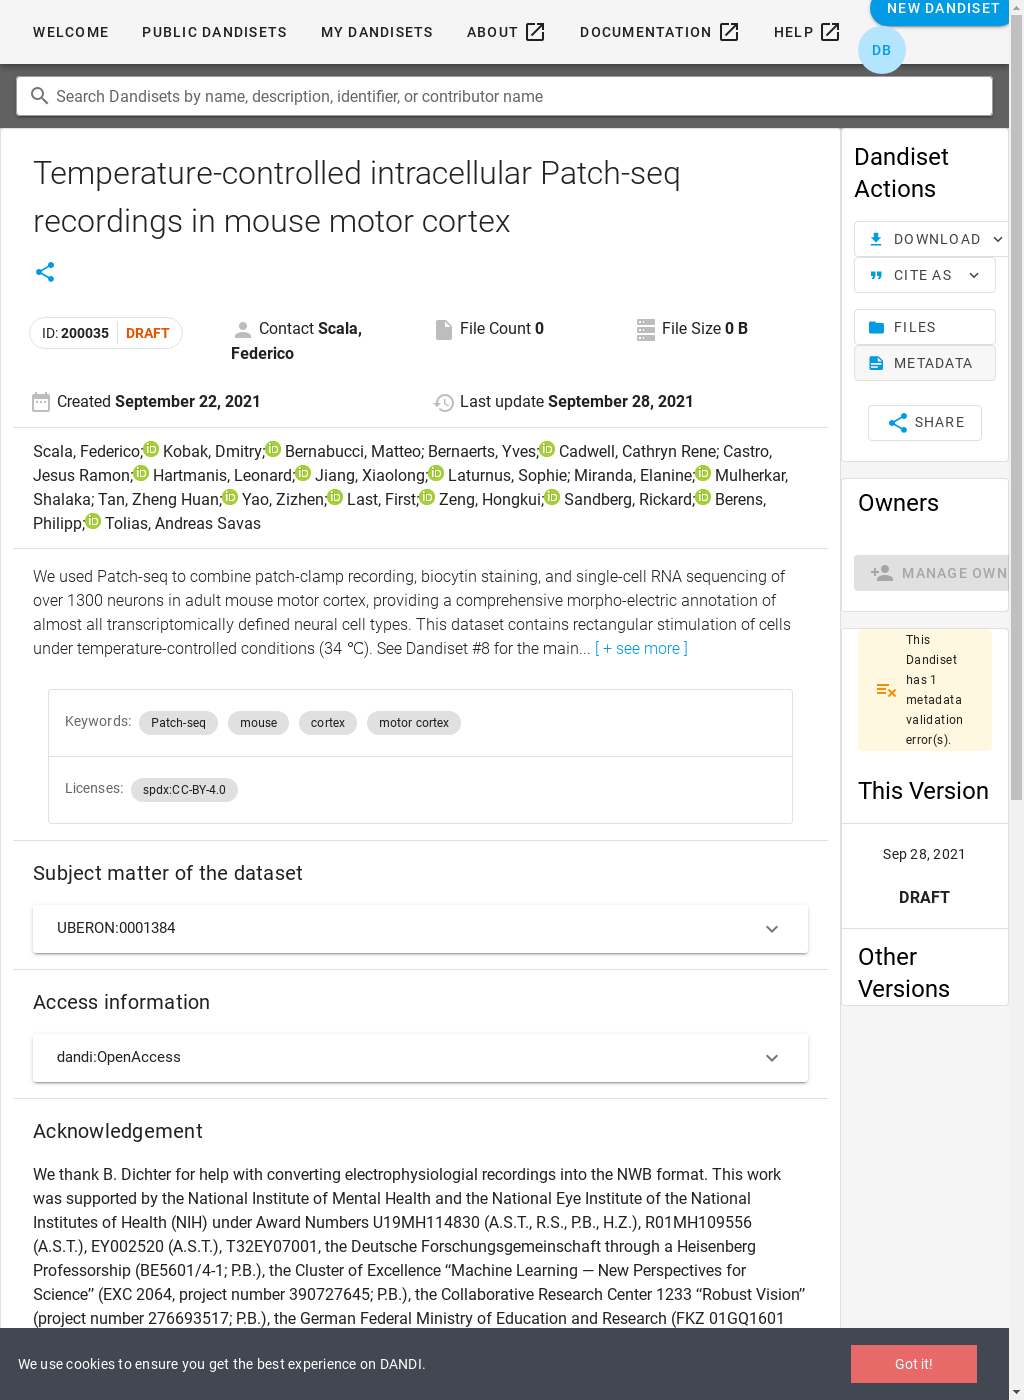 WELCOME PUBLIC DANDISETS MY DANDISETS ABOUT DOCUMENTATION HELP NEW DANDISET
DB
Search Dandisets by name, description, identifier, or contributor name
Temperature-controlled intracellular Patch-seq
recordings in mouse motor cortex
ID: 200035 DRAFT
Contact Scala,
Federico
File Count 0
File Size 0 B
Created September 22, 2021
Last update September 28, 2021
Scala, Federico; Kobak, Dmitry; Bernabucci, Matteo; Bernaerts, Yves; Cadwell, Cathryn Rene; Castro,
Jesus Ramon; Hartmanis, Leonard; Jiang, Xiaolong; Laturnus, Sophie; Miranda, Elanine; Mulherkar,
Shalaka; Tan, Zheng Huan; Yao, Zizhen; Last, First; Zeng, Hongkui; Sandberg, Rickard; Berens,
Philipp; Tolias, Andreas Savas
We used Patch-seq to combine patch-clamp recording, biocytin staining, and single-cell RNA sequencing of
over 1300 neurons in adult mouse motor cortex, providing a comprehensive morpho-electric annotation of
almost all transcriptomically defined neural cell types. This dataset contains rectangular stimulation of cells
under temperature-controlled conditions (34 ℃). See Dandiset #8 for the main... [ + see more ]
Keywords: Patch-seq mouse cortex motor cortex
Licenses: spdx:CC-BY-4.0
Subject matter of the dataset
UBERON:0001384
Access information
dandi:OpenAccess
Acknowledgement
We thank B. Dichter for help with converting electrophysiologial recordings into the NWB format. This work
was supported by the National Institute of Mental Health and the National Eye Institute of the National
Institutes of Health (NIH) under Award Numbers U19MH114830 (A.S.T., R.S., P.B., H.Z.), R01MH109556
(A.S.T.), EY002520 (A.S.T.), T32EY07001, the Deutsche Forschungsgemeinschaft through a Heisenberg
Professorship (BE5601/4-1; P.B.), the Cluster of Excellence “Machine Learning — New Perspectives for
Science” (EXC 2064, project number 390727645; P.B.), the Collaborative Research Center 1233 “Robust Vision”
(project number 276693517; P.B.), the German Federal Ministry of Education and Research (FKZ 01GQ1601
Dandiset
Actions
DOWNLOAD
CITE AS
FILES
METADATA
SHARE
Owners
MANAGE OWN
This
Dandiset
has 1
metadata
validation
error(s).
This Version
Sep 28, 2021
DRAFT
Other
Versions
We use cookies to ensure you get the best experience on DANDI.
Got it!